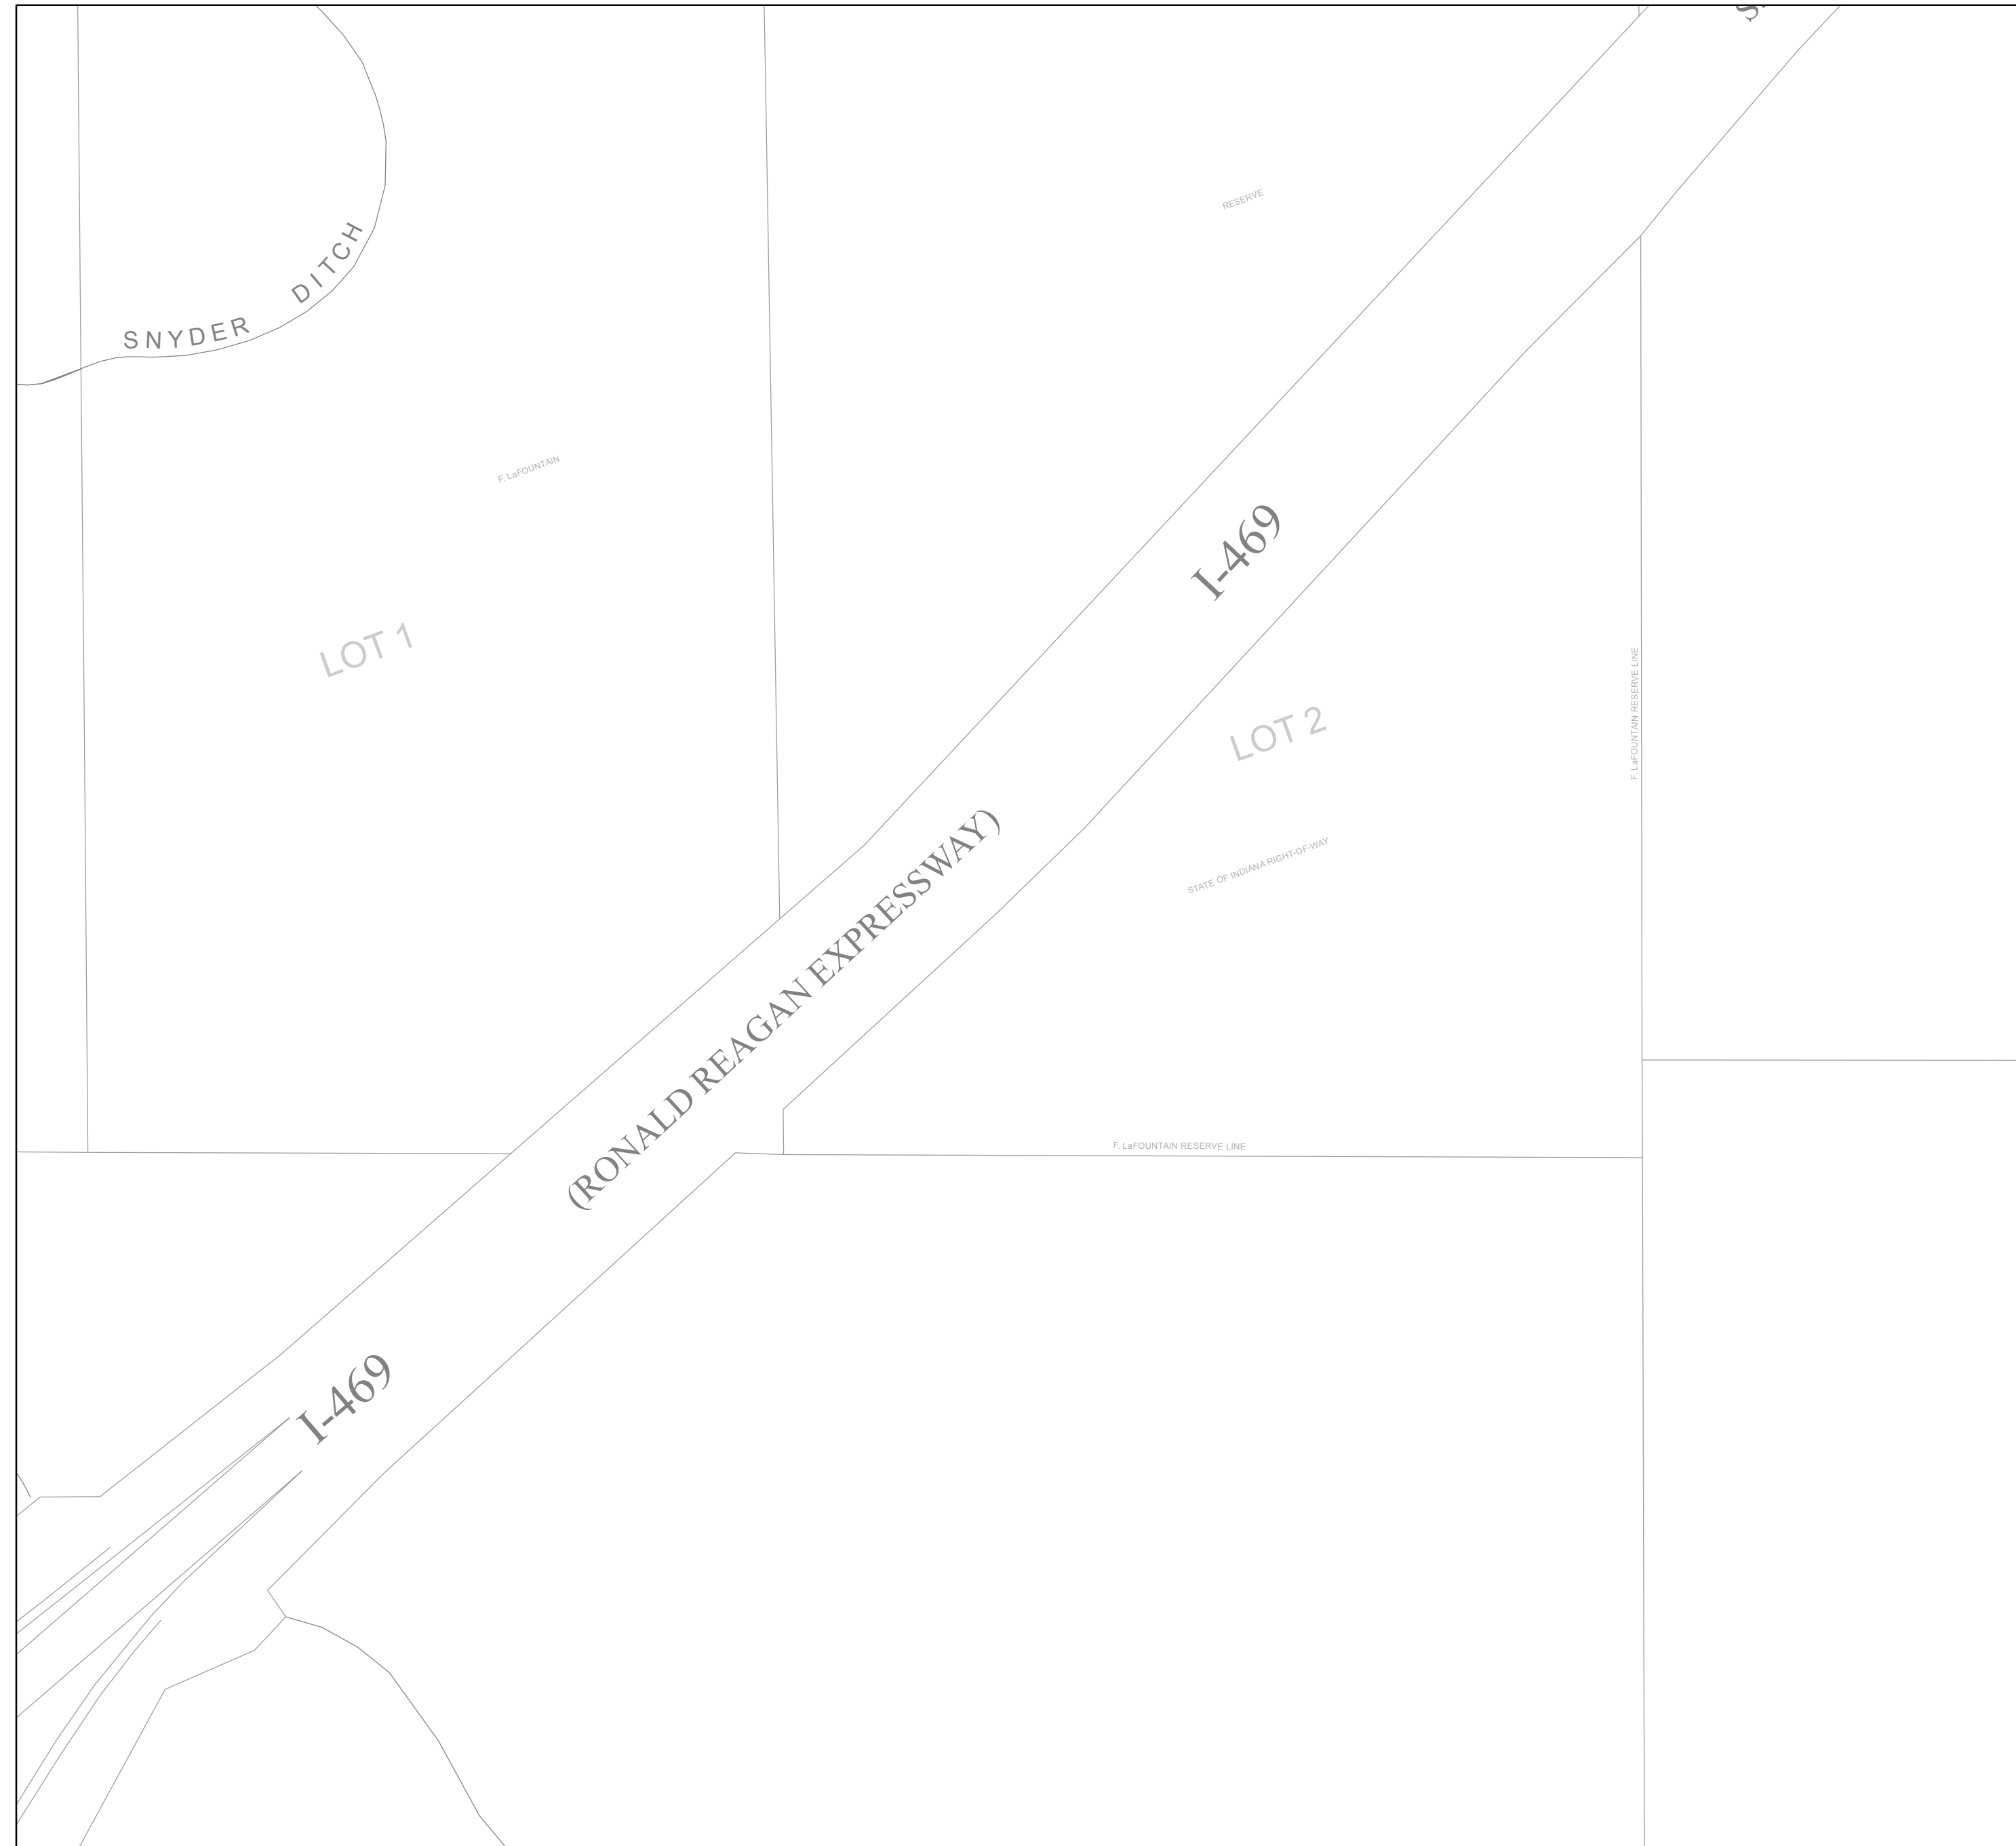 RESERVE
SNYDER DITCH
F. LaFOUNTAIN
I-469
LOT 1
LOT 2
F. LaFOUNTAIN RESERVE LINE
STATE OF INDIANA RIGHT-OF-WAY
(RONALD REAGAN EXPRESSWAY)
F. LaFOUNTAIN RESERVE LINE
I-469